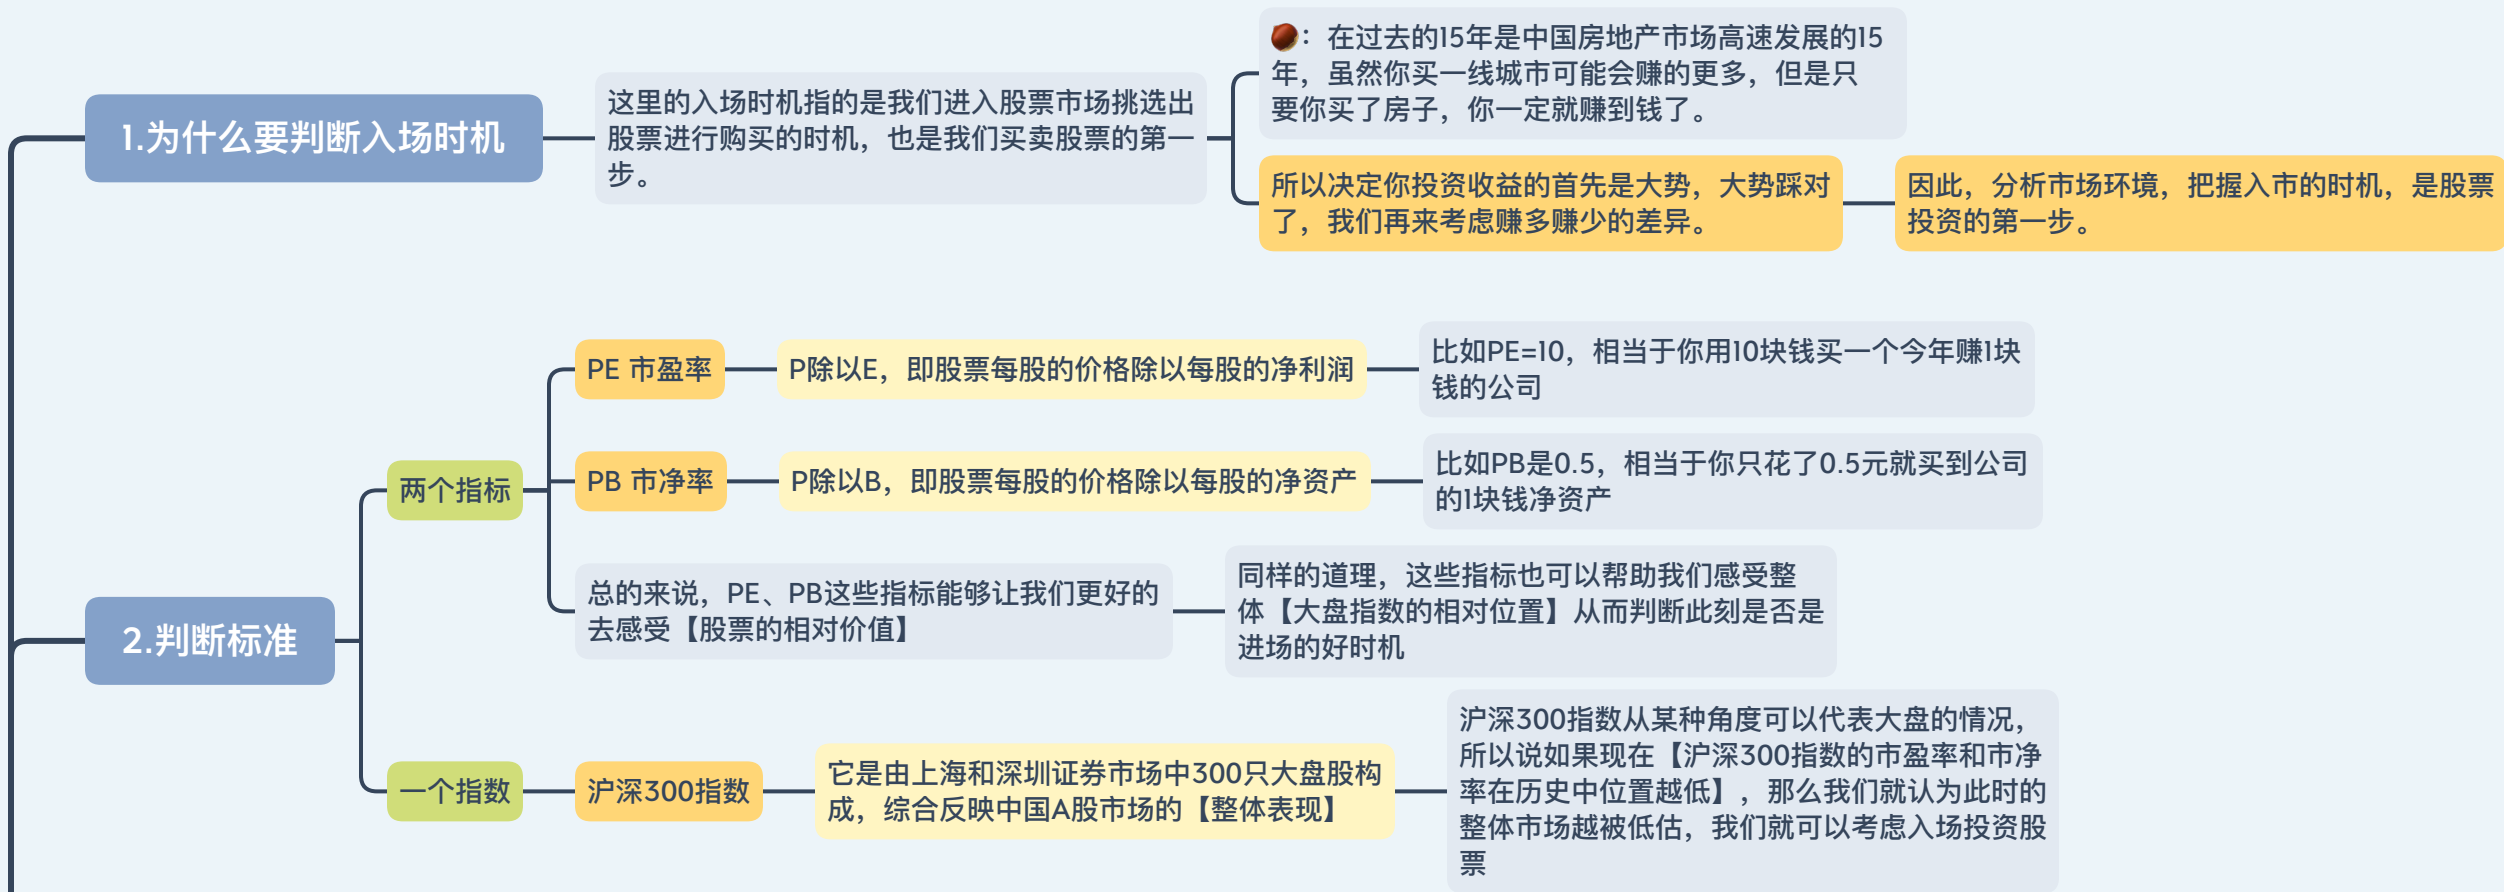 1.为什么要判断入场时机
这里的入场时机指的是我们进入股票市场挑选出
股票进行购买的时机，也是我们买卖股票的第一
步。
：在过去的15年是中国房地产市场高速发展的15
年，虽然你买一线城市可能会赚的更多，但是只
要你买了房子，你一定就赚到钱了。
所以决定你投资收益的首先是大势，大势踩对
了，我们再来考虑赚多赚少的差异。
因此，分析市场环境，把握入市的时机，是股票
投资的第一步。
2.判断标准
两个指标
PE 市盈率
P除以E，即股票每股的价格除以每股的净利润
比如PE=10，相当于你用10块钱买一个今年赚1块
钱的公司
PB 市净率
P除以B，即股票每股的价格除以每股的净资产
比如PB是0.5，相当于你只花了0.5元就买到公司
的1块钱净资产
总的来说，PE、PB这些指标能够让我们更好的
去感受【股票的相对价值】
同样的道理，这些指标也可以帮助我们感受整
体【大盘指数的相对位置】从而判断此刻是否是
进场的好时机
一个指数
沪深300指数
它是由上海和深圳证券市场中300只大盘股构
成，综合反映中国A股市场的【整体表现】
沪深300指数从某种角度可以代表大盘的情况，
所以说如果现在【沪深300指数的市盈率和市净
率在历史中位置越低】，那么我们就认为此时的
整体市场越被低估，我们就可以考虑入场投资股
票